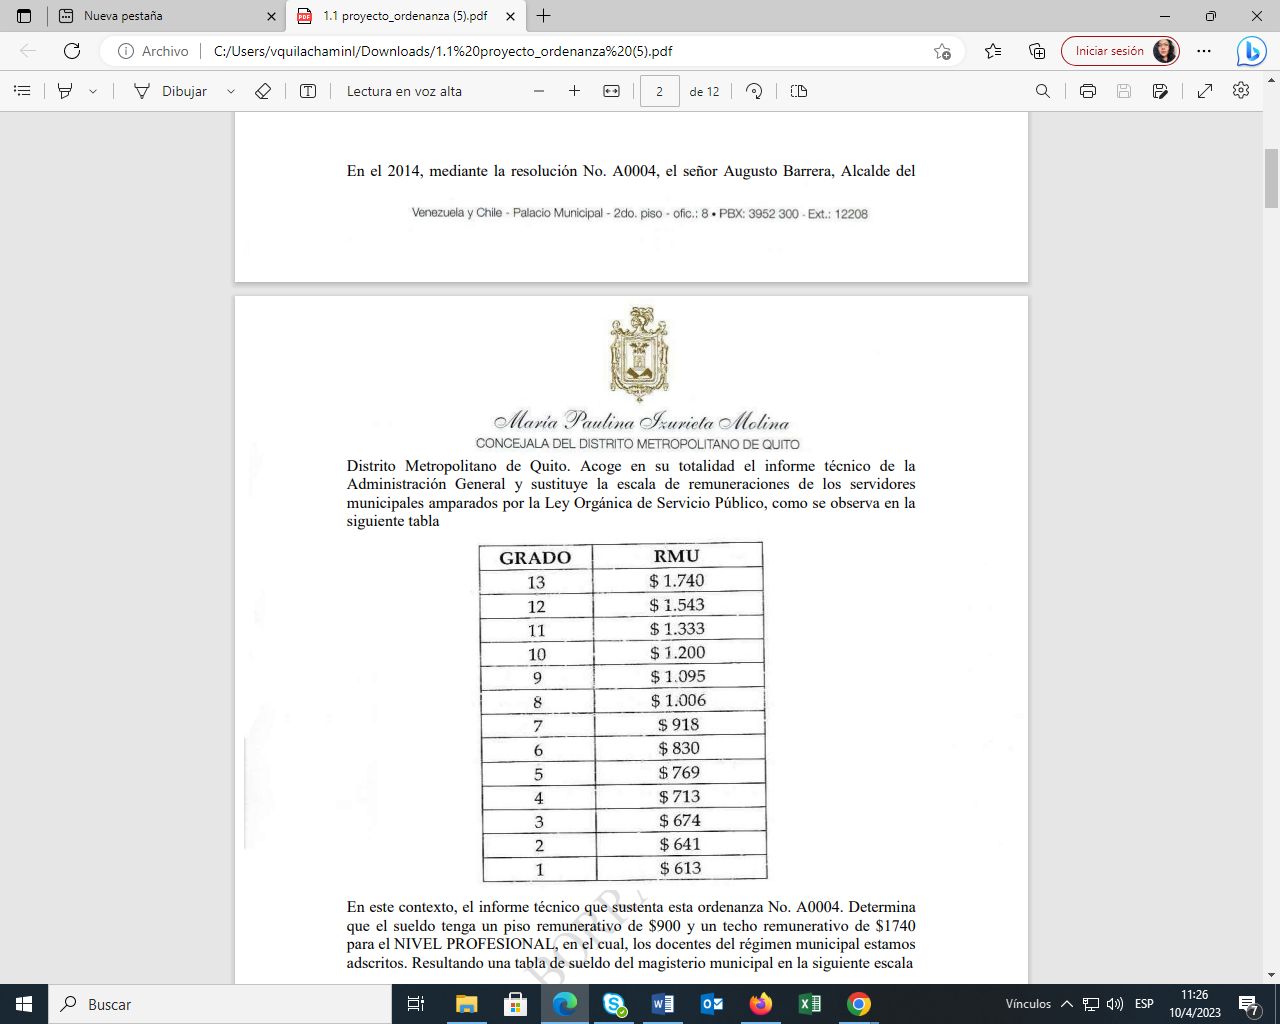 Nueva pestaña
1.1 proyecto_ordenanza (5).pdf
Archivo
C:/Users/vquilachaminl/Downloads/1.1%20proyecto_ordenanza%20(5).pdf
Iniciar sesión
Dibujar
Lectura en voz alta
2
de 12
En el 2014, mediante la resolución No. A0004, el señor Augusto Barrera, Alcalde del
Venezuela y Chile - Palacio Municipal - 2do. piso - ofic.: 8 • PBX: 3952 300 - Ext.: 12208
María Paulina Izurieta Molina
CONCEJALA DEL DISTRITO METROPOLITANO DE QUITO
Distrito Metropolitano de Quito. Acoge en su totalidad el informe técnico de la
Administración General y sustituye la escala de remuneraciones de los servidores
municipales amparados por la Ley Orgánica de Servicio Público, como se observa en la
siguiente tabla
GRADO RMU
13 $ 1.740
12 $ 1.543
11 $ 1.333
10 $ 1.200
9 $ 1.095
8 $ 1.006
7 $ 918
6 $ 830
5 $ 769
4 $ 713
3 $ 674
2 $ 641
1 $ 613
En este contexto, el informe técnico que sustenta esta ordenanza No. A0004. Determina
que el sueldo tenga un piso remunerativo de $900 y un techo remunerativo de $1740
para el NIVEL PROFESIONAL, en el cual, los docentes del régimen municipal estamos
adscritos. Resultando una tabla de sueldo del magisterio municipal en la siguiente escala
BORR
Buscar
Vínculos
ESP
11:26
10/4/2023
7